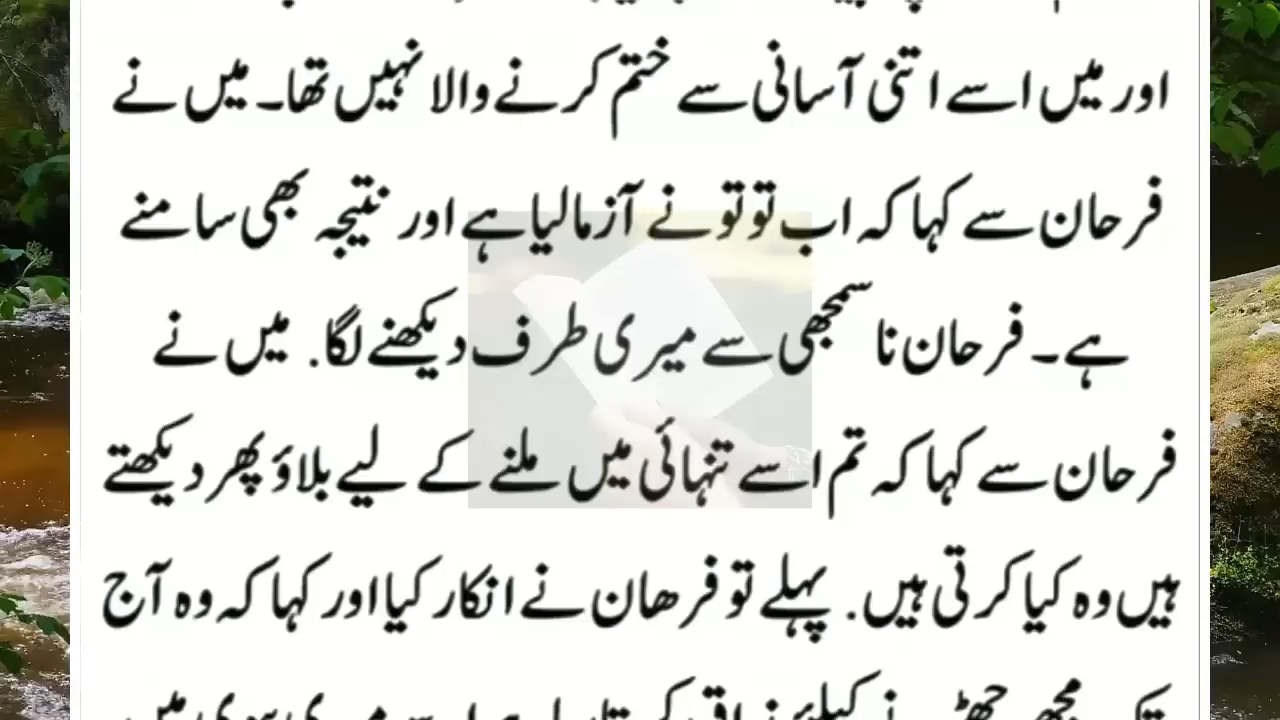 اور میں اسے اتنی آسانی سے ختم کرنے والا نہیں تھا۔ میں نے
فرحان سے کہا کہ اب تو تو نے آزما لیا ہے اور نتیجہ بھی سامنے
ہے۔ فرحان نا سمجھی سے میری طرف دیکھنے لگا. میں نے
فرحان سے کہا کہ تم اسے تنہائی میں ملنے کے لیے بلاؤ پھر دیکھتے
ہیں وہ کیا کرتی ہیں. پہلے تو فرھان نے انکار کیا اور کہا کہ وہ آج